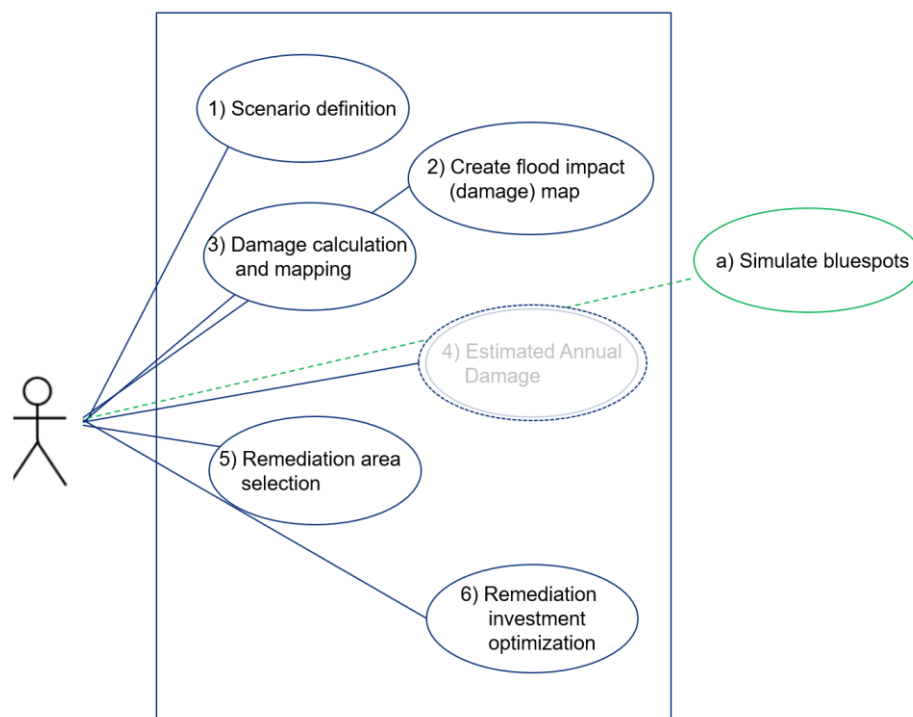 1) Scenario definition
2) Create flood impact
(damage) map
3) Damage calculation
and mapping
a) Simulate bluespots
4) Estimated Annual
Damage
5) Remediation area
selection
6) Remediation
investment
optimization